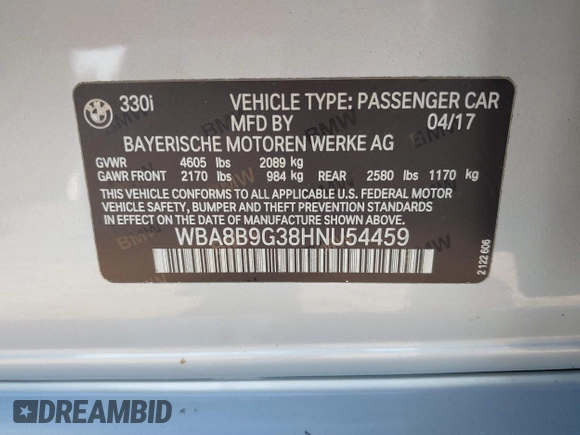 330i VEHICLE TYPE: PASSENGER CAR
MFD BY 04/17
BAYERISCHE MOTOREN WERKE AG
GVWR 4605 lbs 2089 kg
GAWR FRONT 2170 lbs 984 kg REAR 2580 lbs 1170 kg
THIS VEHICLE CONFORMS TO ALL APPLICABLE U.S. FEDERAL MOTOR
VEHICLE SAFETY, BUMPER AND THEFT PREVENTION STANDARDS
IN EFFECT ON THE DATE OF MANUFACTURE SHOWN ABOVE.
WBA8B9G38HNU54459
2 122 606
DREAMBID